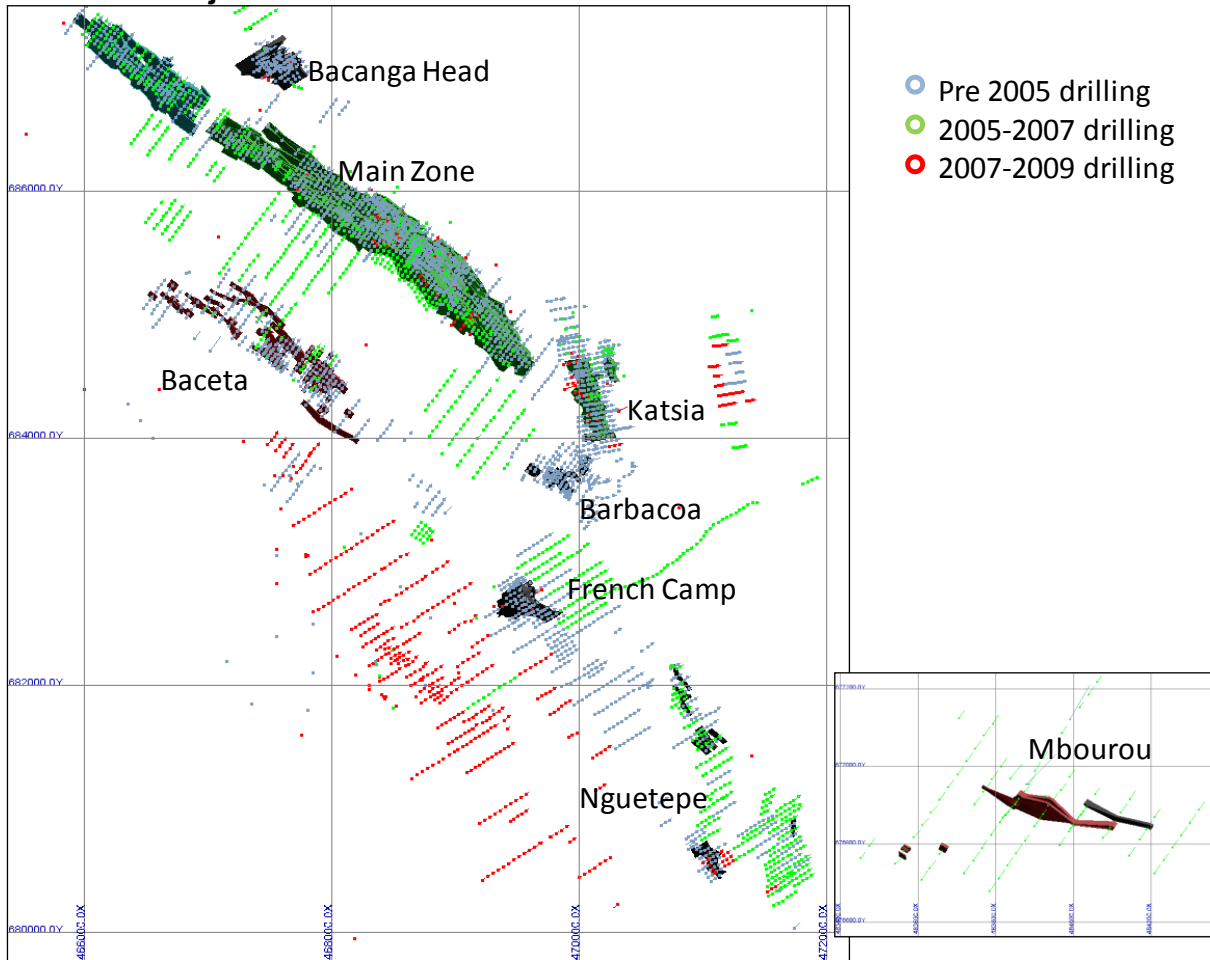 Bacanga Head
Pre 2005 drilling
2005-2007 drilling
2007-2009 drilling
Main Zone
686000.0Y
Baceta
Katsia
684000.0Y
Barbacoa
French Camp
682000.0Y
Mbourou
Nguetepe
680000.0Y
466000.0X
468000.0X
470000.0X
472000.0X